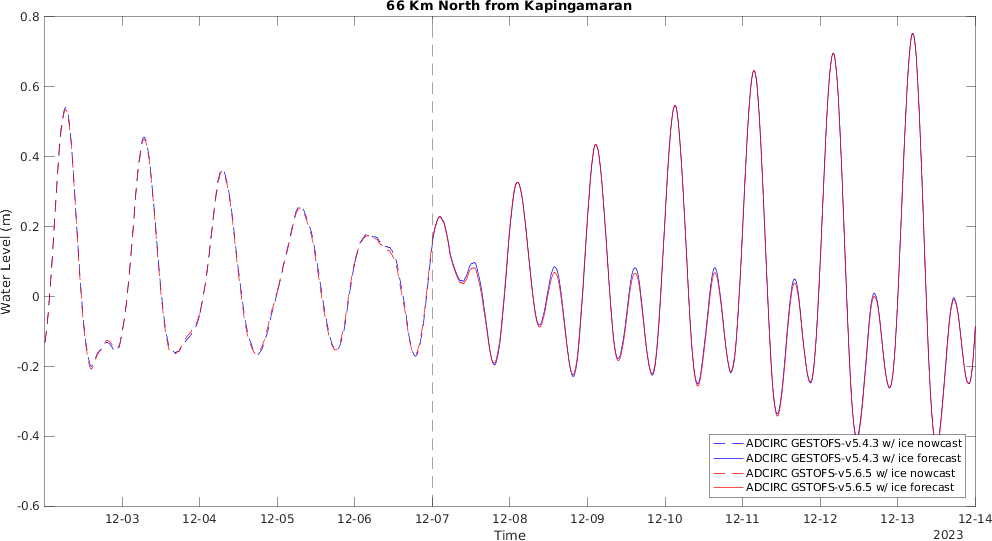 66 Km North from Kapingamaran
0.8
0.6
0.4
0.2
0
-0.2
-0.4
-0.6
Water Level (m)
ADCIRC GESTOFS-v5.4.3 w/ ice nowcast
ADCIRC GESTOFS-v5.4.3 w/ ice forecast
ADCIRC GSTOFS-v5.6.5 w/ ice nowcast
ADCIRC GSTOFS-v5.6.5 w/ ice forecast
12-03 12-04 12-05 12-06 12-07 12-08 12-09 12-10 12-11 12-12 12-13 12-14
Time
2023